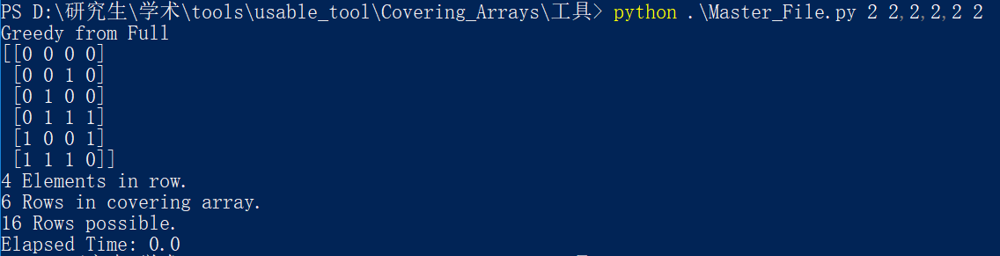 PS D:\研究生\学术\tools\usable_tool\Covering_Arrays\工具> python .\Master_File.py 2 2,2,2,2 2
Greedy from Full
[[0 0 0 0]
 [0 0 1 0]
 [0 1 0 0]
 [0 1 1 1]
 [1 0 0 1]
 [1 1 1 0]]
4 Elements in row.
6 Rows in covering array.
16 Rows possible.
Elapsed Time: 0.0